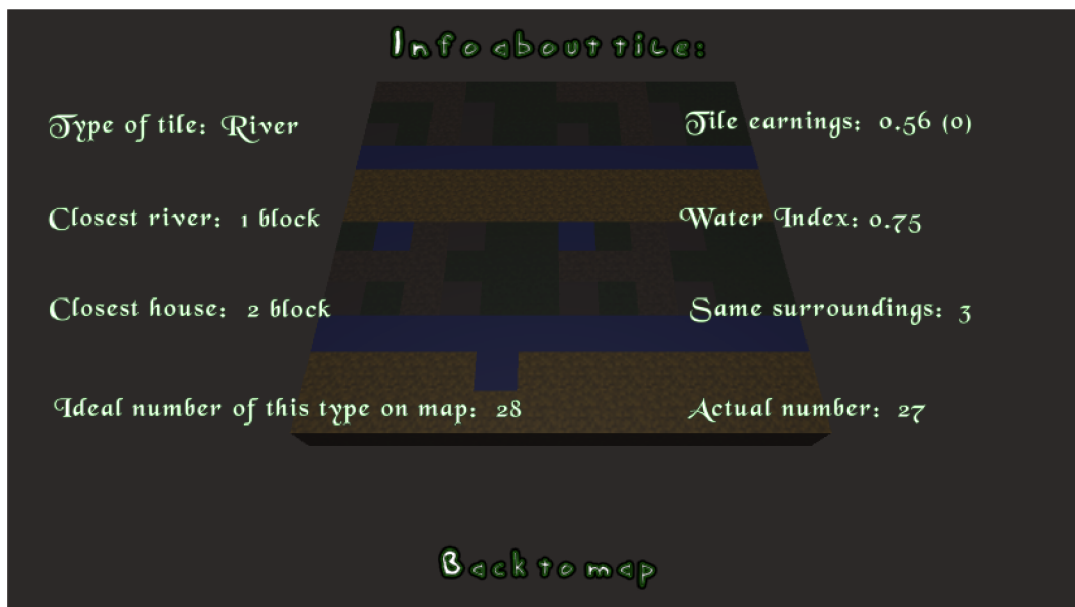 Info about tile:
Type of tile: River
Tile earnings: 0.56 (0)
Closest river: 1 block
Water Index: 0.75
Closest house: 2 block
Same surroundings: 3
Ideal number of this type on map: 28
Actual number: 27
Back to map